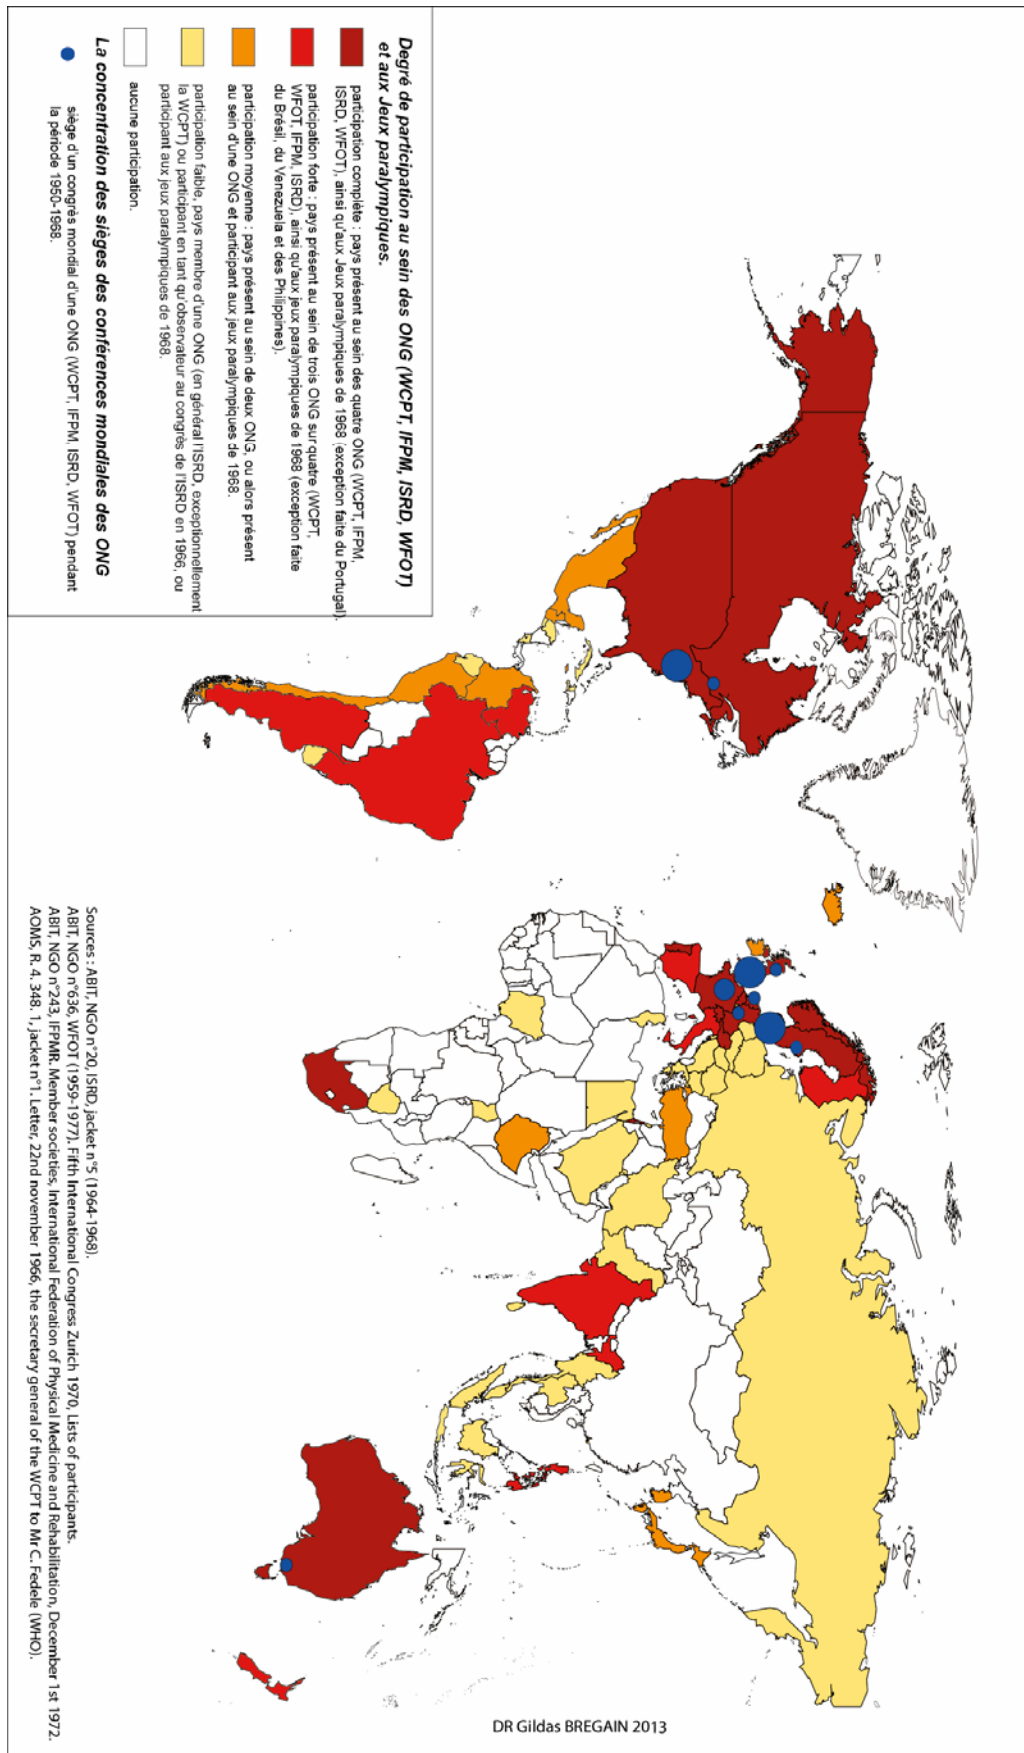 Degré de participation au sein des ONG (WCPT, IFPM, ISRD, WFOT)
et aux Jeux paralympiques.
participation complète : pays présent au sein des quatre ONG (WCPT, IFPM,
ISRD, WFOT), ainsi qu'aux Jeux paralympiques de 1968 (exception faite du Portugal).
participation forte : pays présent au sein de trois ONG sur quatre (WCPT,
WFOT, IFPM, ISRD), ainsi qu'aux jeux paralympiques de 1968 (exception faite
du Brésil, du Venezuela et des Philippines).
participation moyenne : pays présent au sein de deux ONG, ou alors présent
au sein d'une ONG et participant aux jeux paralympiques de 1968.
participation faible, pays membre d'une ONG (en général l'ISRD, exceptionnellement
la WCPT) ou participant en tant qu'observateur au congrès de l'ISRD en 1966, ou
participant aux jeux paralympiques de 1968.
aucune participation.
La concentration des sièges des conférences mondiales des ONG
siège d'un congrès mondial d'une ONG (WCPT, IFPM, ISRD, WFOT) pendant
la période 1950-1968.
Sources : ABIT, NGO n°20, ISRD, jacket n°5 (1964-1968).
ABIT, NGO n°636, WFOT (1959-1977). Fifth International Congress Zurich 1970, Lists of participants.
ABIT, NGO n°243, IFPMR. Member societies, International Federation of Physical Medicine and Rehabilitation, December 1st 1972.
AOMS, R. 4. 348. 1, jacket n°1. Letter, 22nd november 1966, the secretary general of the WCPT to Mr C. Fedele (WHO).
DR Gildas BREGAIN 2013